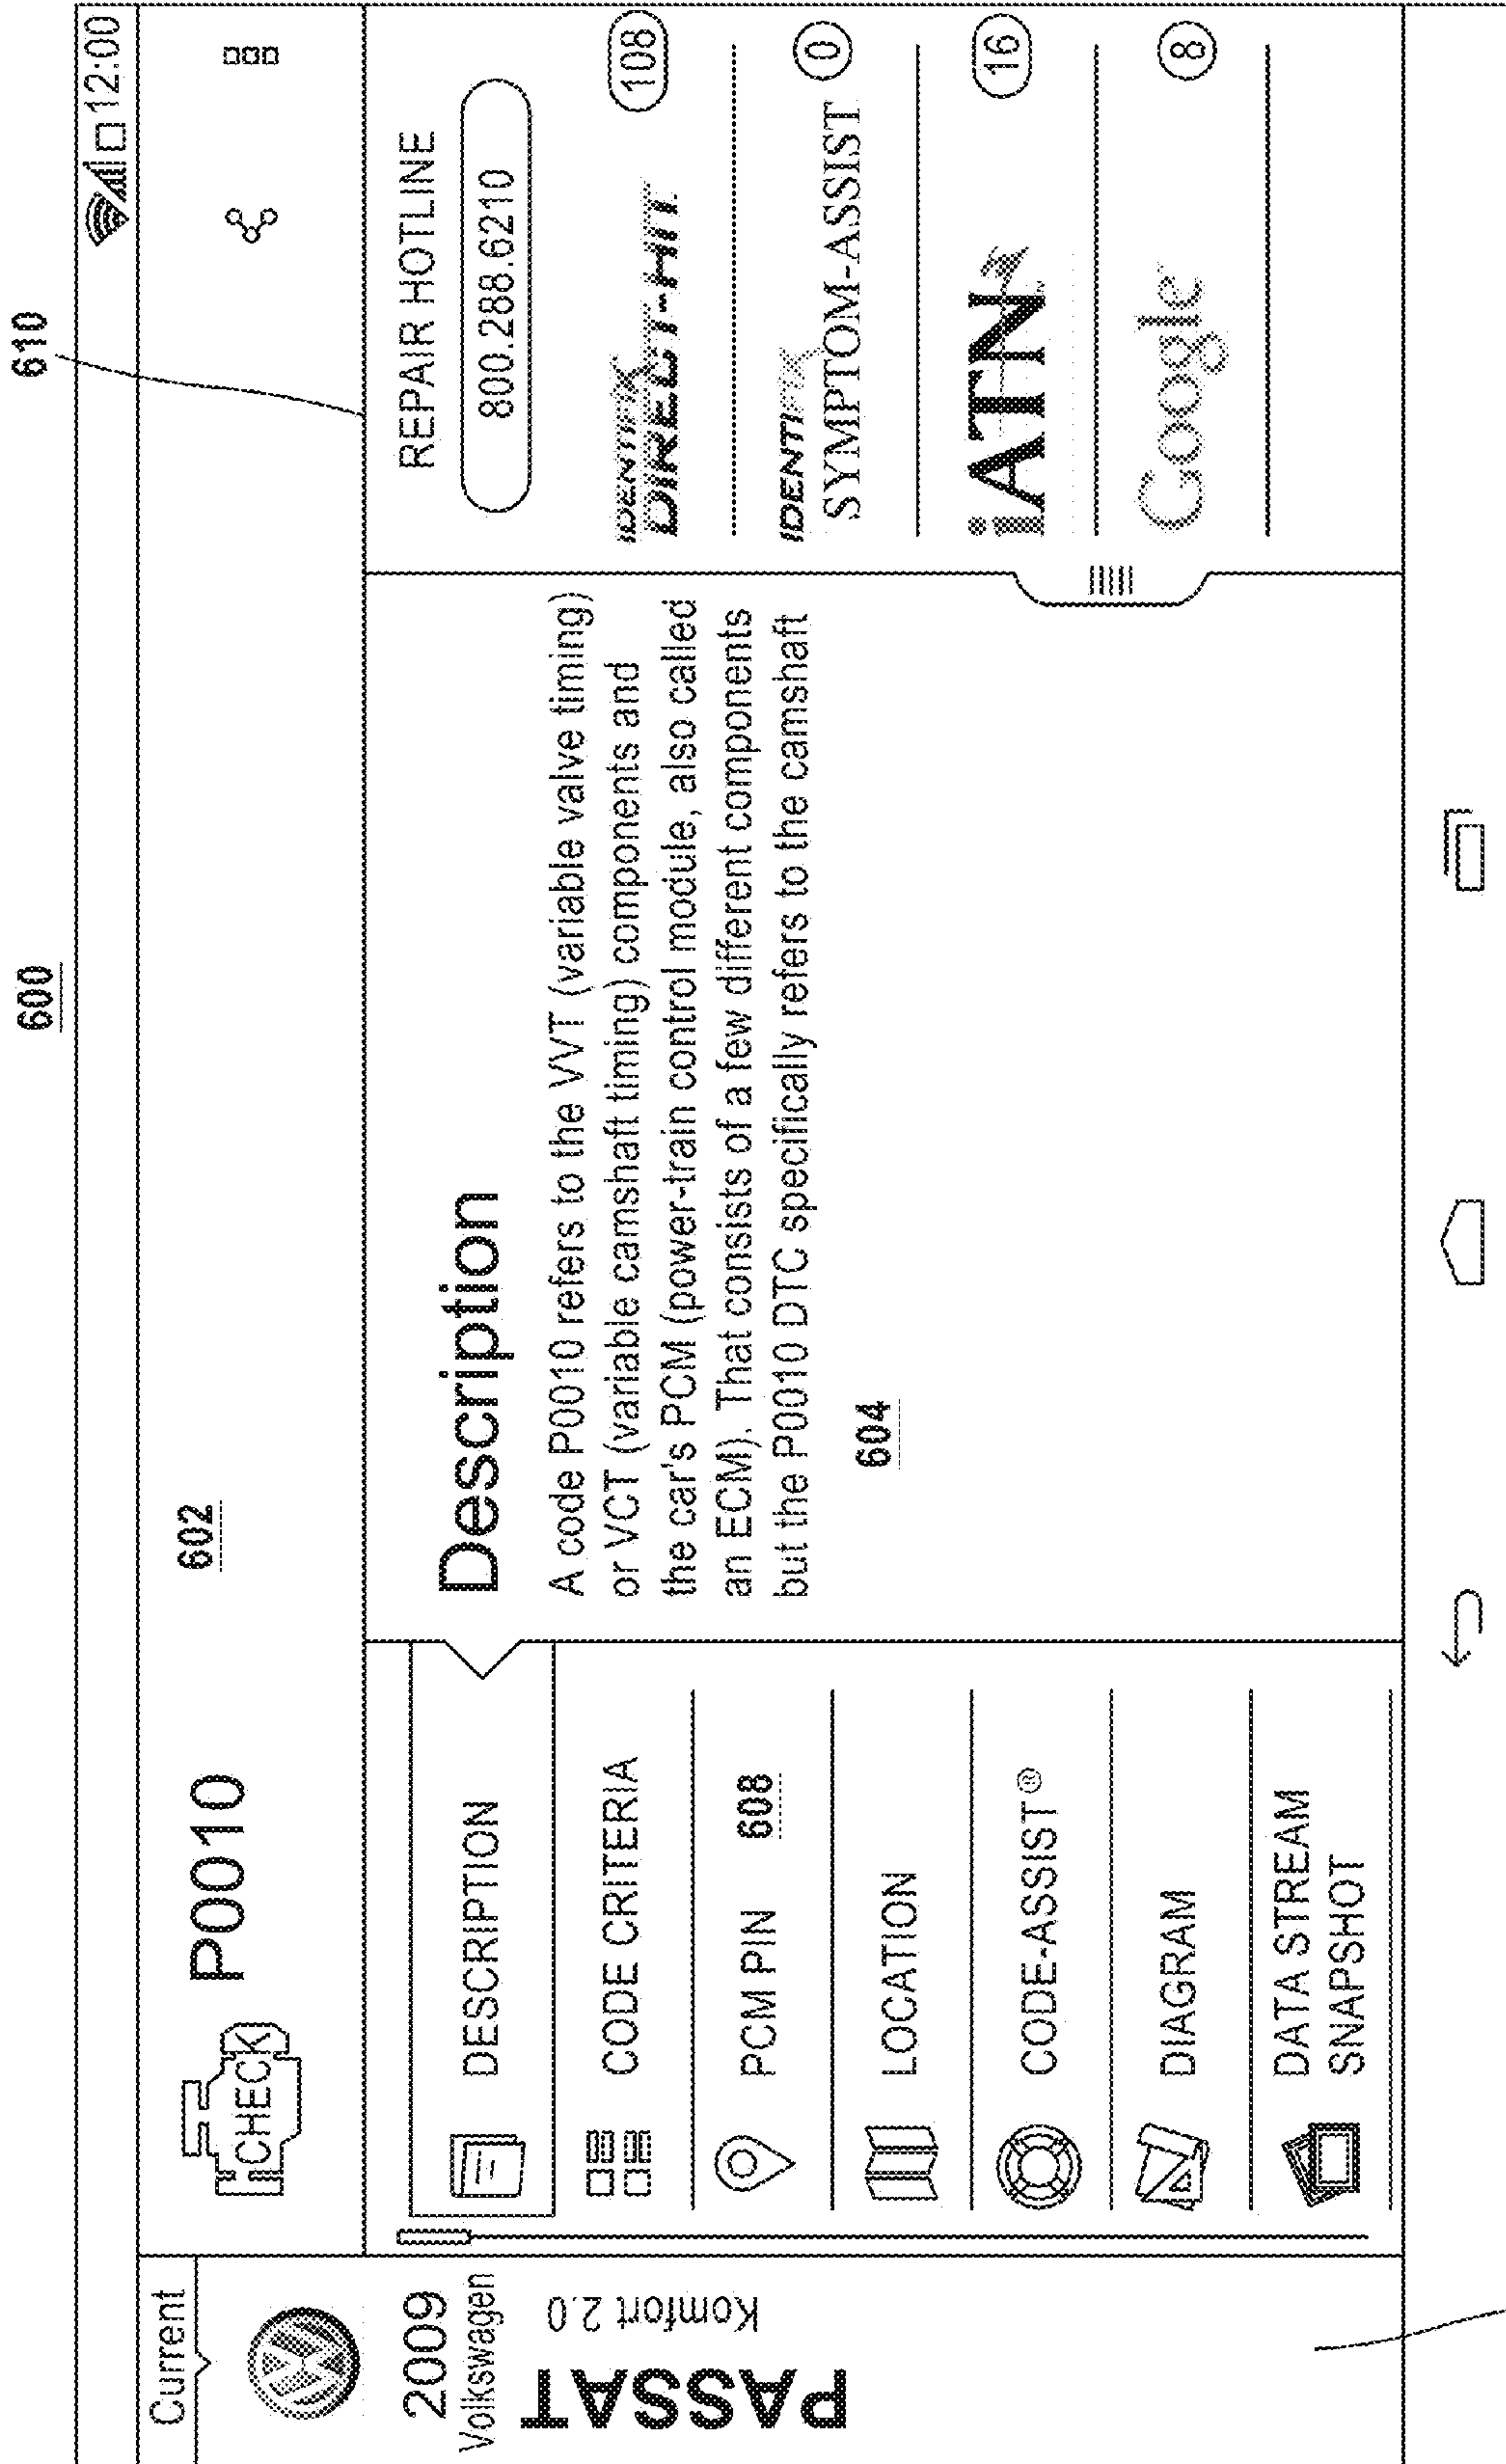 600
610
12:00
Current
CHECK
P0010
602
2009
Volkswagen
PASSAT
Komfort 2.0
DESCRIPTION
CODE CRITERIA
PCM PIN
608
LOCATION
CODE-ASSIST®
DIAGRAM
DATA STREAM
SNAPSHOT
Description
A code P0010 refers to the VVT (variable valve timing)
or VCT (variable camshaft timing) components and
the car's PCM (power-train control module, also called
an ECM). That consists of a few different components
but the P0010 DTC specifically refers to the camshaft
604
REPAIR HOTLINE
800.288.6210
IDENTIFIX
DIRECT-HIT.
108
IDENTIFIX
SYMPTOM-ASSIST
0
iATN
16
Google
8